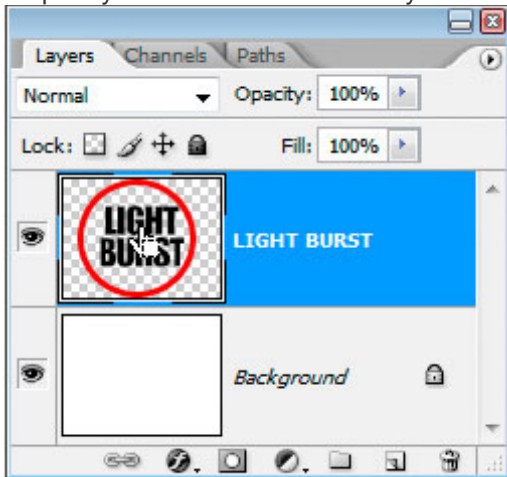 Layers Channels Paths
Normal Opacity: 100%
Lock: Fill: 100%
LIGHT
BURST
LIGHT BURST
Background